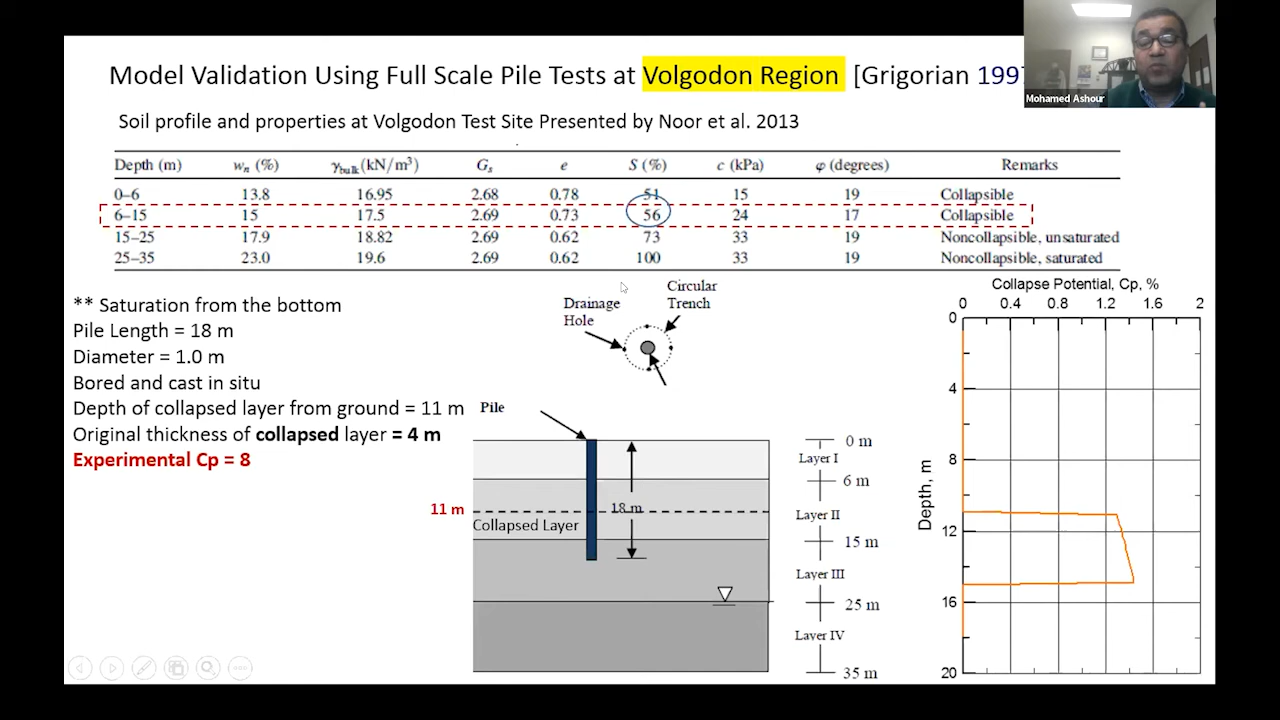 Model Validation Using Full Scale Pile Tests at Volgodon Region [Grigorian 1997
Mohamed Ashour
Soil profile and properties at Volgodon Test Site Presented by Noor et al. 2013
Depth (m) wn (%) γbulk(kN/m³) Gs e S (%) c (kPa) φ (degrees) Remarks
0–6 13.8 16.95 2.68 0.78 51 15 19 Collapsible
6–15 15 17.5 2.69 0.73 56 24 17 Collapsible
15–25 17.9 18.82 2.69 0.62 73 33 19 Noncollapsible, unsaturated
25–35 23.0 19.6 2.69 0.62 100 33 19 Noncollapsible, saturated
** Saturation from the bottom
Pile Length = 18 m
Diameter = 1.0 m
Bored and cast in situ
Depth of collapsed layer from ground = 11 m
Original thickness of collapsed layer = 4 m
Experimental Cp = 8
Drainage
Hole
Circular
Trench
Pile
11 m
18 m
Collapsed Layer
0 m
Layer I
6 m
Layer II
15 m
Layer III
25 m
Layer IV
35 m
Collapse Potential, Cp, %
0 0.4 0.8 1.2 1.6 2
0
4
8
12
16
20
Depth, m